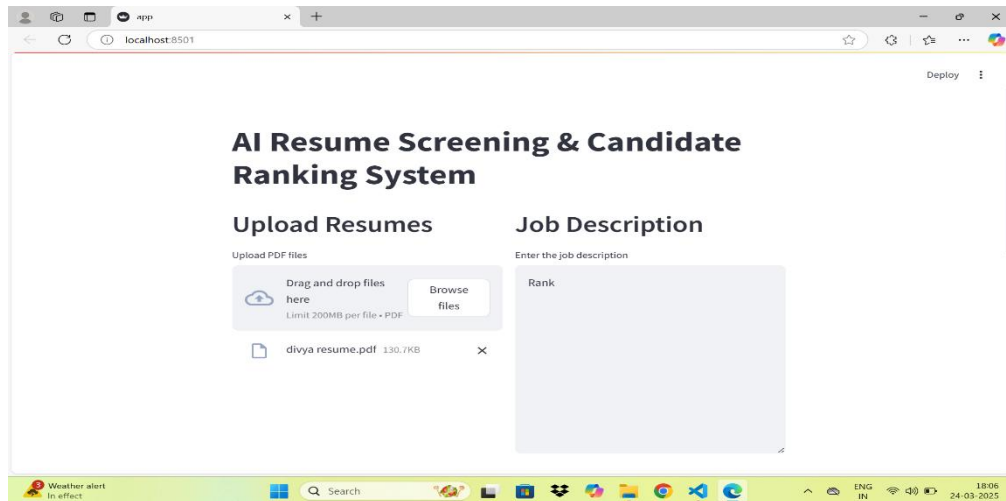 app
localhost:8501
Deploy
AI Resume Screening & Candidate
Ranking System
Upload Resumes
Job Description
Upload PDF files
Enter the job description
Drag and drop files
here
Limit 200MB per file • PDF
Browse
files
Rank
divya resume.pdf 130.7KB
3
Weather alert
In effect
Search
ENG
IN
18:06
24-03-2025